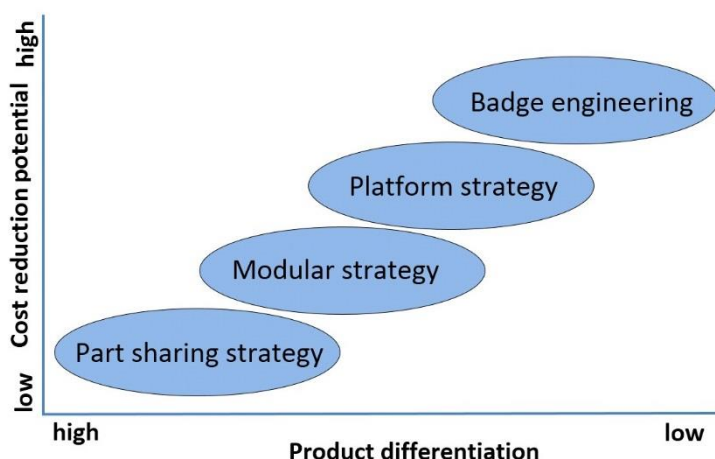 high
Cost reduction potential
low
Badge engineering
Platform strategy
Modular strategy
Part sharing strategy
high
low
Product differentiation